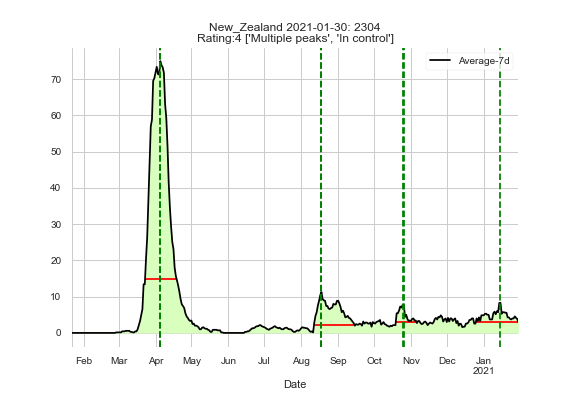 New_Zealand 2021-01-30: 2304
Rating:4 ['Multiple peaks', 'In control']
Average-7d
70
60
50
40
30
20
10
0
Feb Mar Apr May Jun Jul Aug Sep Oct Nov Dec Jan
2021
Date